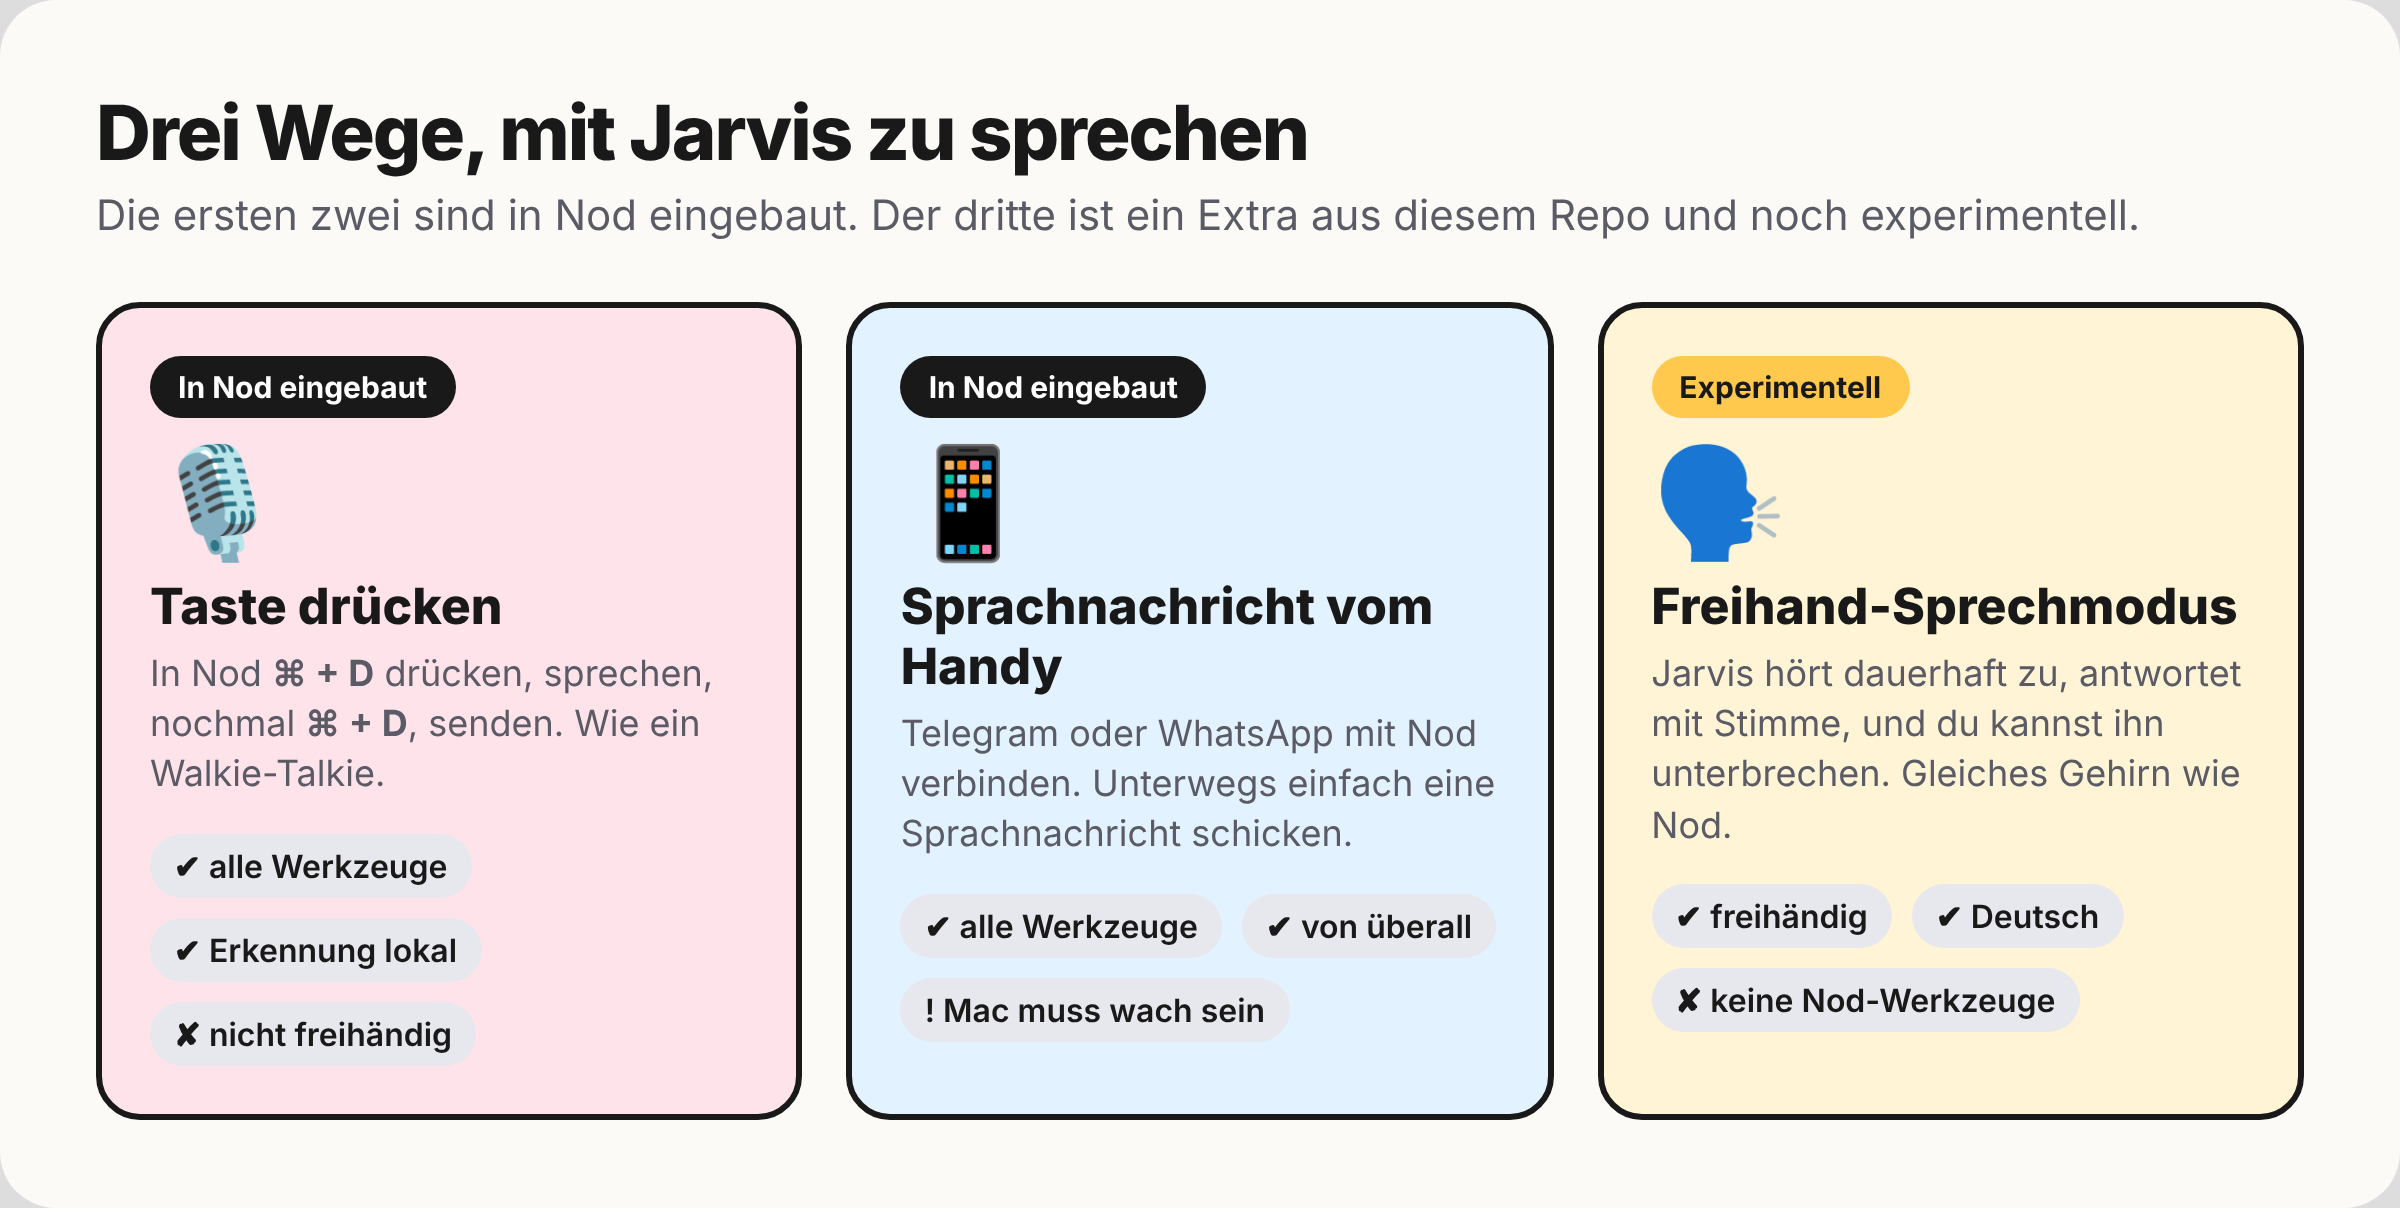 Drei Wege, mit Jarvis zu sprechen
Die ersten zwei sind in Nod eingebaut. Der dritte ist ein Extra aus diesem Repo und noch experimentell.
In Nod eingebaut
Taste drücken
In Nod ⌘ + D drücken, sprechen,
nochmal ⌘ + D, senden. Wie ein
Walkie-Talkie.
✔ alle Werkzeuge
✔ Erkennung lokal
✘ nicht freihändig
In Nod eingebaut
Sprachnachricht vom
Handy
Telegram oder WhatsApp mit Nod
verbinden. Unterwegs einfach eine
Sprachnachricht schicken.
✔ alle Werkzeuge
✔ von überall
! Mac muss wach sein
Experimentell
Freihand-Sprechmodus
Jarvis hört dauerhaft zu, antwortet
mit Stimme, und du kannst ihn
unterbrechen. Gleiches Gehirn wie
Nod.
✔ freihändig
✔ Deutsch
✘ keine Nod-Werkzeuge